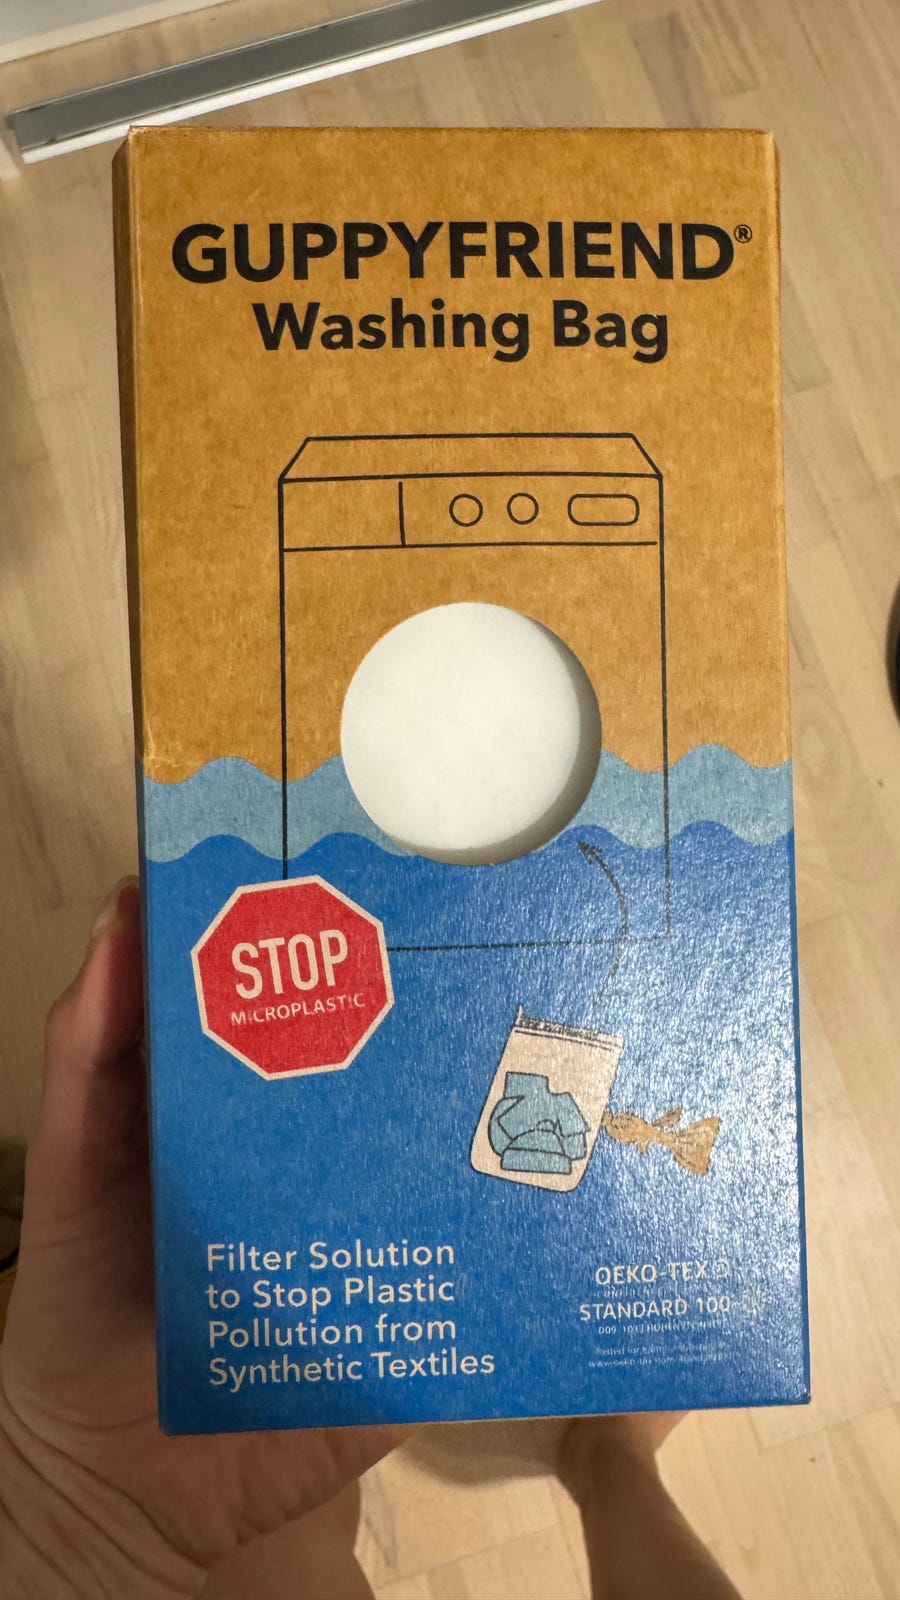 GUPPYFRIEND®
Washing Bag
STOP
MICROPLASTIC
Filter Solution
to Stop Plastic
Pollution from
Synthetic Textiles
OEKO-TEX®
STANDARD 100